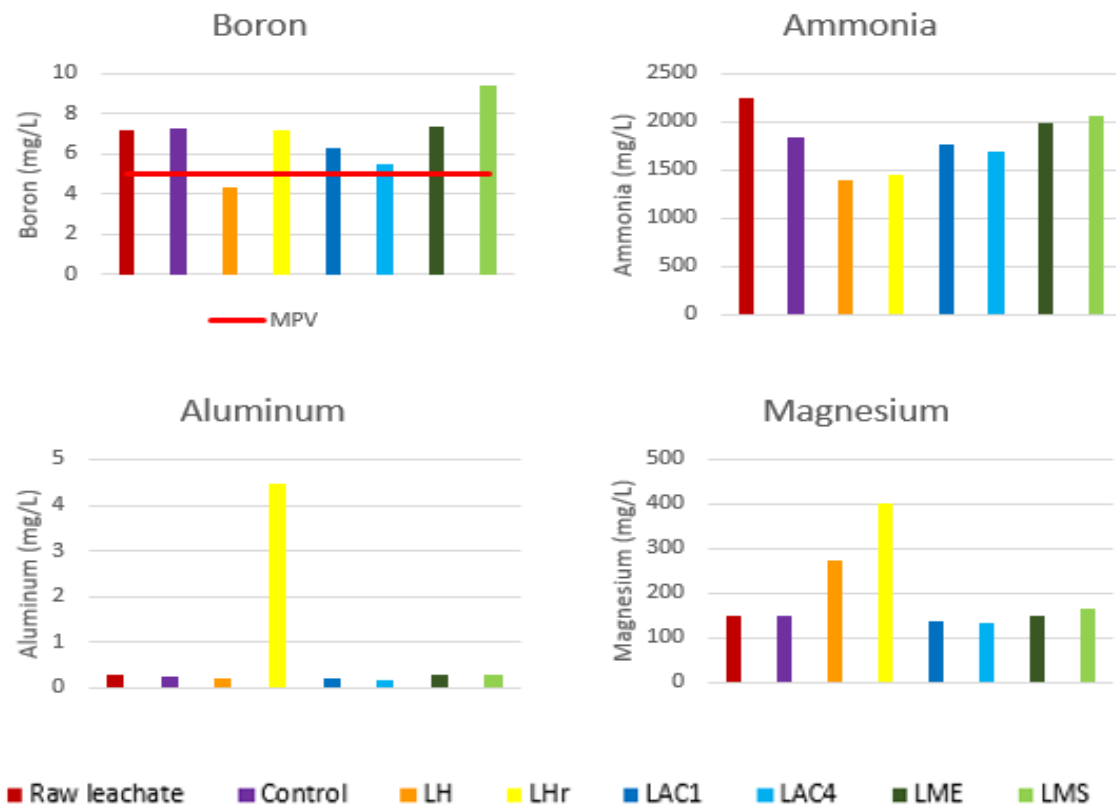 Boron
Boron (mg/L)
10
8
6
4
2
0
MPV
Ammonia
Ammonia (mg/L)
2500
2000
1500
1000
500
0
Aluminum
Aluminum (mg/L)
5
4
3
2
1
0
Magnesium
Magnesium (mg/L)
500
400
300
200
100
0
Raw leachate Control LH LHr LAC1 LAC4 LME LMS